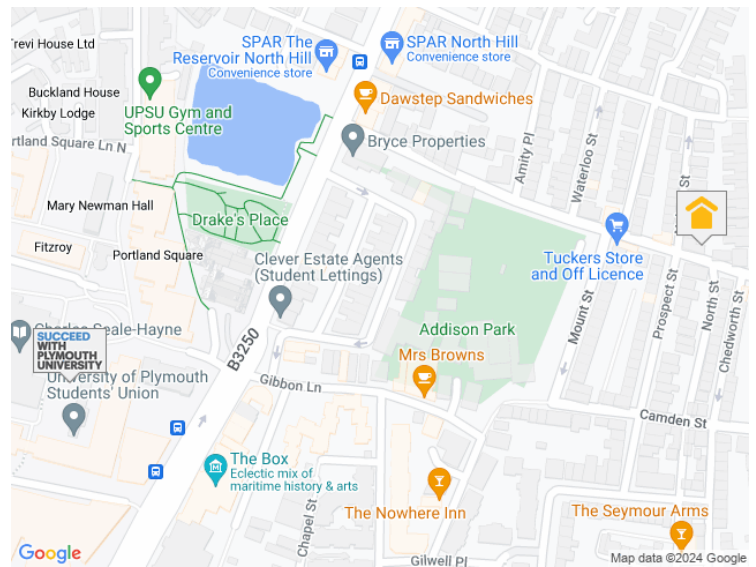 Trevi House Ltd
SPAR The
Reservoir North Hill
Convenience store
SPAR North Hill
Convenience store
Buckland House
Kirkby Lodge
UPSU Gym and
Sports Centre
Dawstep Sandwiches
Bryce Properties
ortland Square Ln N
Amity Pl
Waterloo St
Mary Newman Hall
Drake's Place
Fitzroy
Portland Square
Clever Estate Agents
(Student Lettings)
Tuckers Store
and Off Licence
Mount St
Prospect St
North St
Chedworth St
Charles Seale-Hayne
SUCCEED
WITH
PLYMOUTH
UNIVERSITY
University of Plymouth
Students' Union
B3250
Addison Park
Mrs Browns
Gibbon Ln
Camden St
The Box
Eclectic mix of
maritime history & arts
Chapel St
The Nowhere Inn
The Seymour Arms
Gilwell Pl
Google
Map data ©2024 Google